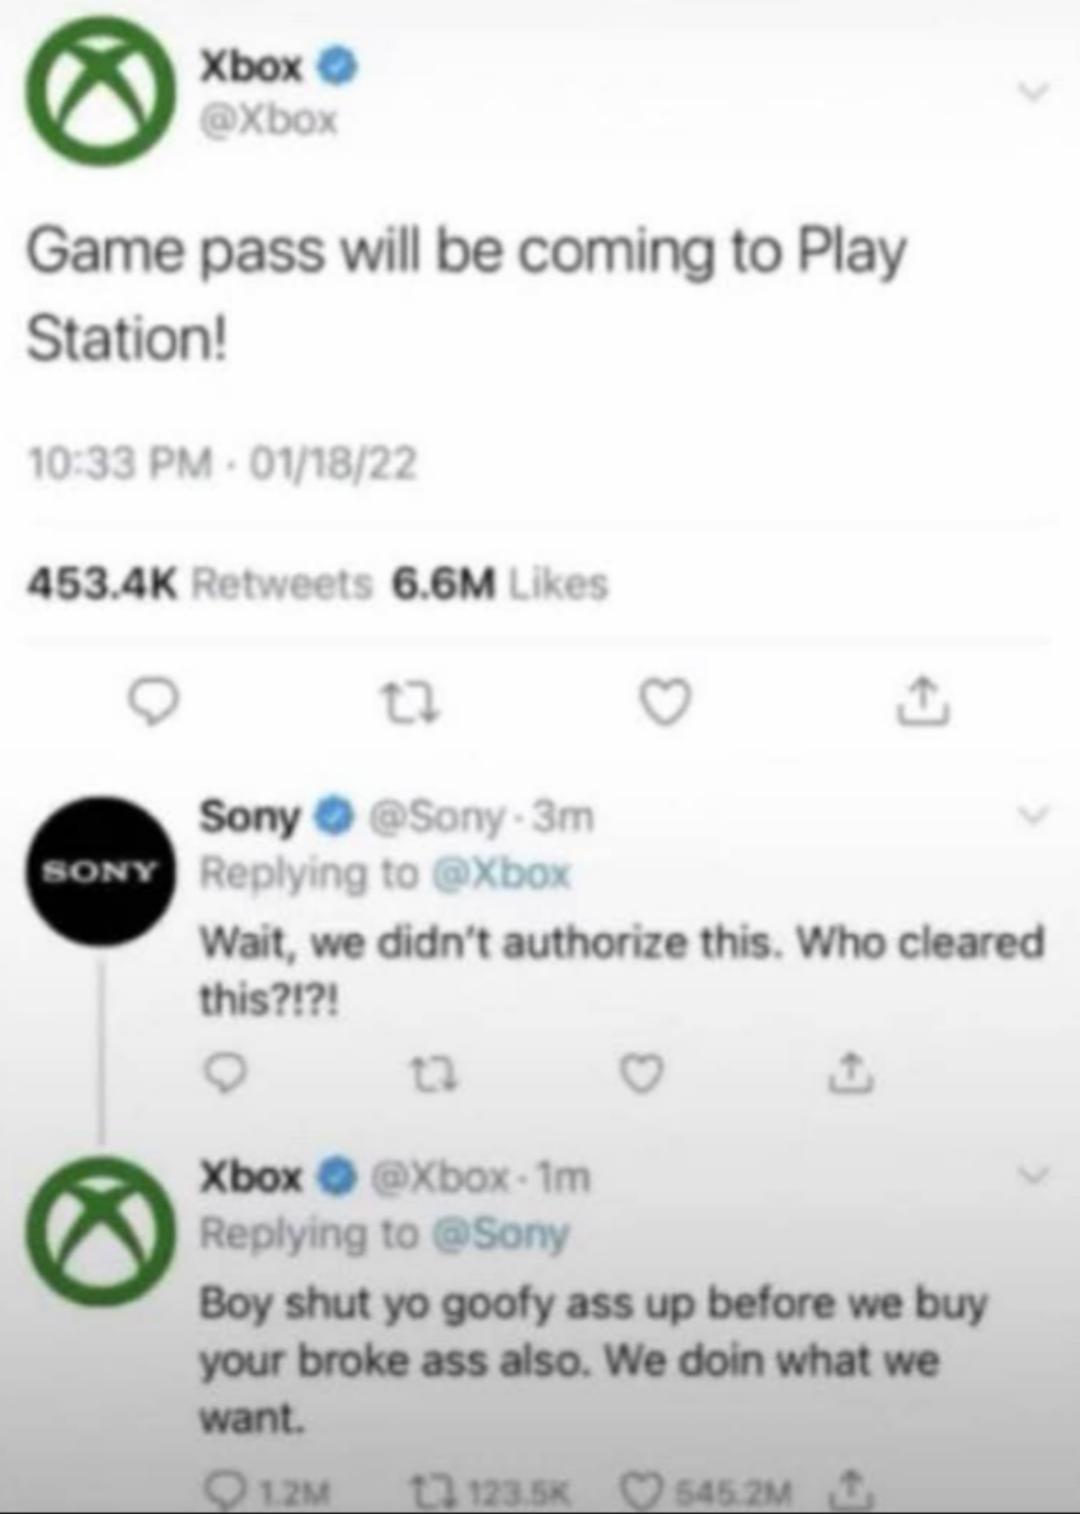 Xbox
@Xbox
Game pass will be coming to Play
Station!
10:33 PM · 01/18/22
453.4K Retweets 6.6M Likes
Sony @Sony · 3m
SONY
Replying to @Xbox
Wait, we didn't authorize this. Who cleared
this?!?!
Xbox @Xbox · 1m
Replying to @Sony
Boy shut yo goofy ass up before we buy
your broke ass also. We doin what we
want.
1.2M 123.5K 545.2M